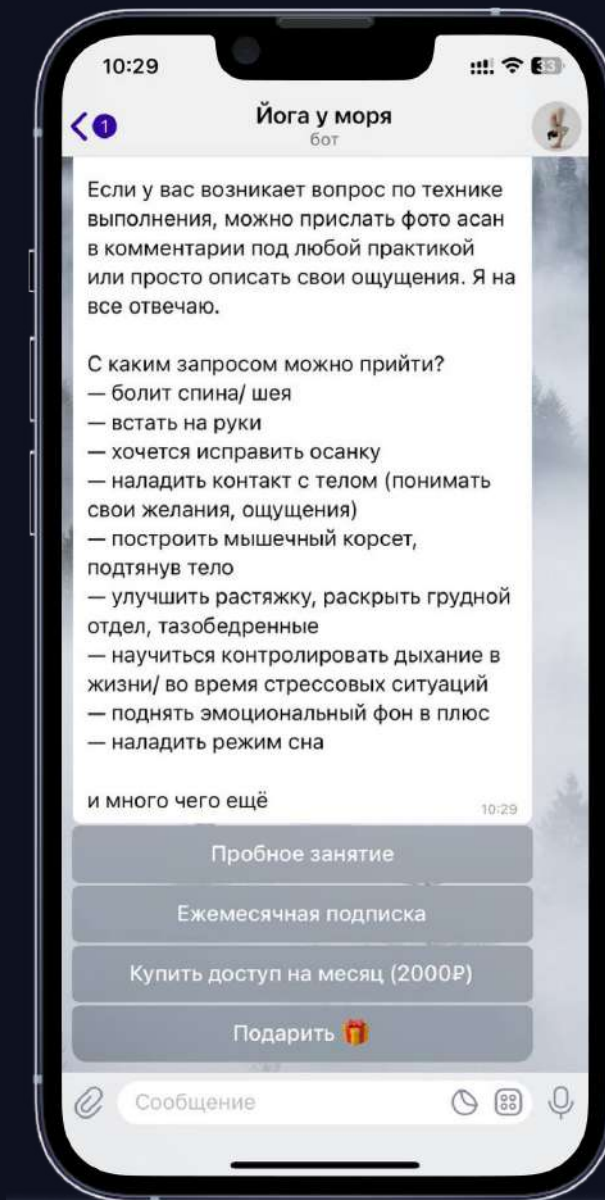 10:29
33
1
Йога у моря
бот
Если у вас возникает вопрос по технике
выполнения, можно прислать фото асан
в комментарии под любой практикой
или просто описать свои ощущения. Я на
все отвечаю.
С каким запросом можно прийти?
— болит спина/ шея
— встать на руки
— хочется исправить осанку
— наладить контакт с телом (понимать
свои желания, ощущения)
— построить мышечный корсет,
подтянув тело
— улучшить растяжку, раскрыть грудной
отдел, тазобедренные
— научиться контролировать дыхание в
жизни/ во время стрессовых ситуаций
— поднять эмоциональный фон в плюс
— наладить режим сна
и много чего ещё
10:29
Пробное занятие
Ежемесячная подписка
Купить доступ на месяц (2000₽)
Подарить 🎁
Сообщение